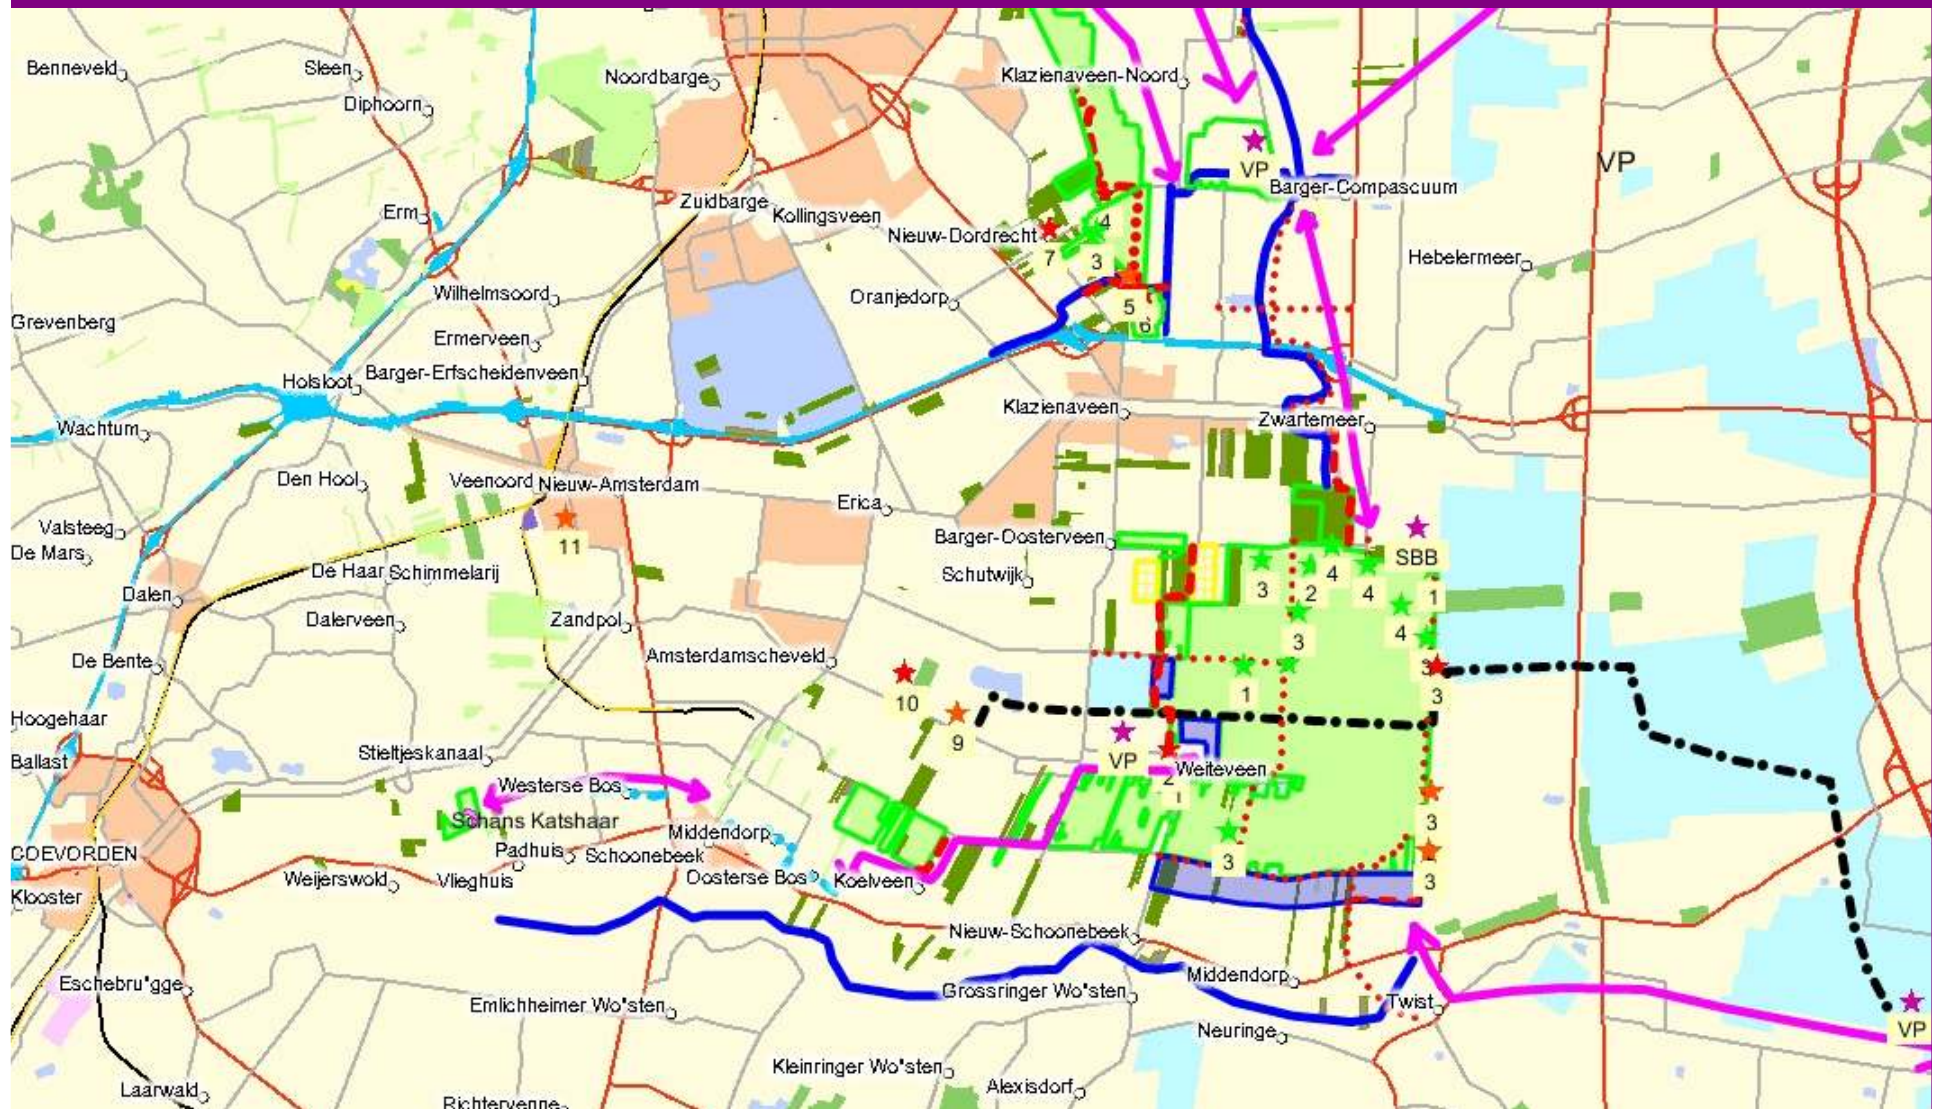 Benneveld
Sleen
Noordbarge
Klazienaveen-Noord
Diphoorn
VP
VP
Barger-Compascuum
Erm
Zuidbarge
Kollingsveen
4
Nieuw-Dordrecht
7
3
Hebelermeer
Wilhelmsoord
Oranjedorp
5
6
Grevenberg
Ermerveen
Holsloot
Barger-Erfscheidenveen
Klazienaveen
Zwartemeer
Wachtum
Den Hool
Veenoord
Nieuw-Amsterdam
Erica
Valsteeg
De Mars
11
Barger-Oosterveen
SBB
De Haar
Schimmelarij
Schutwijk
3
2
4
4
1
Dalen
Dalerveen
Zandpol
3
4
De Bente
Amsterdamscheveld
3
10
1
3
Hoogehaar
9
Ballast
Stieltjeskanaal
VP
Weiteveen
Westerse Bos
2
1
Schans Katshaar
3
Middendorp
COEVORDEN
Padhuis
Schoonebeek
3
Weijerswold
Vlieghuis
Oosterse Bos
Koelveen
3
Klooster
Nieuw-Schoonebeek
Eschebru"gge
Middendorp
Emlichheimer Wo"sten
Grossringer Wo"sten
Twist
Neuringe
VP
Kleinringer Wo"sten
Laarwald
Alexisdorf
Richtervenne